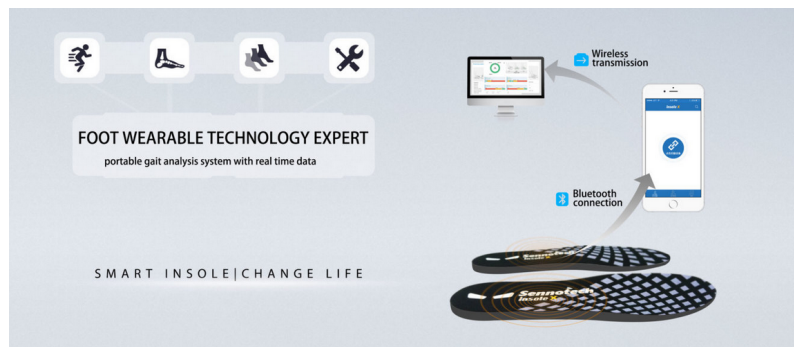 FOOT WEARABLE TECHNOLOGY EXPERT
portable gait analysis system with real time data
SMART INSOLE|CHANGE LIFE
Wireless
transmission
Insole X
Bluetooth
connection
Sennotech
Insole X